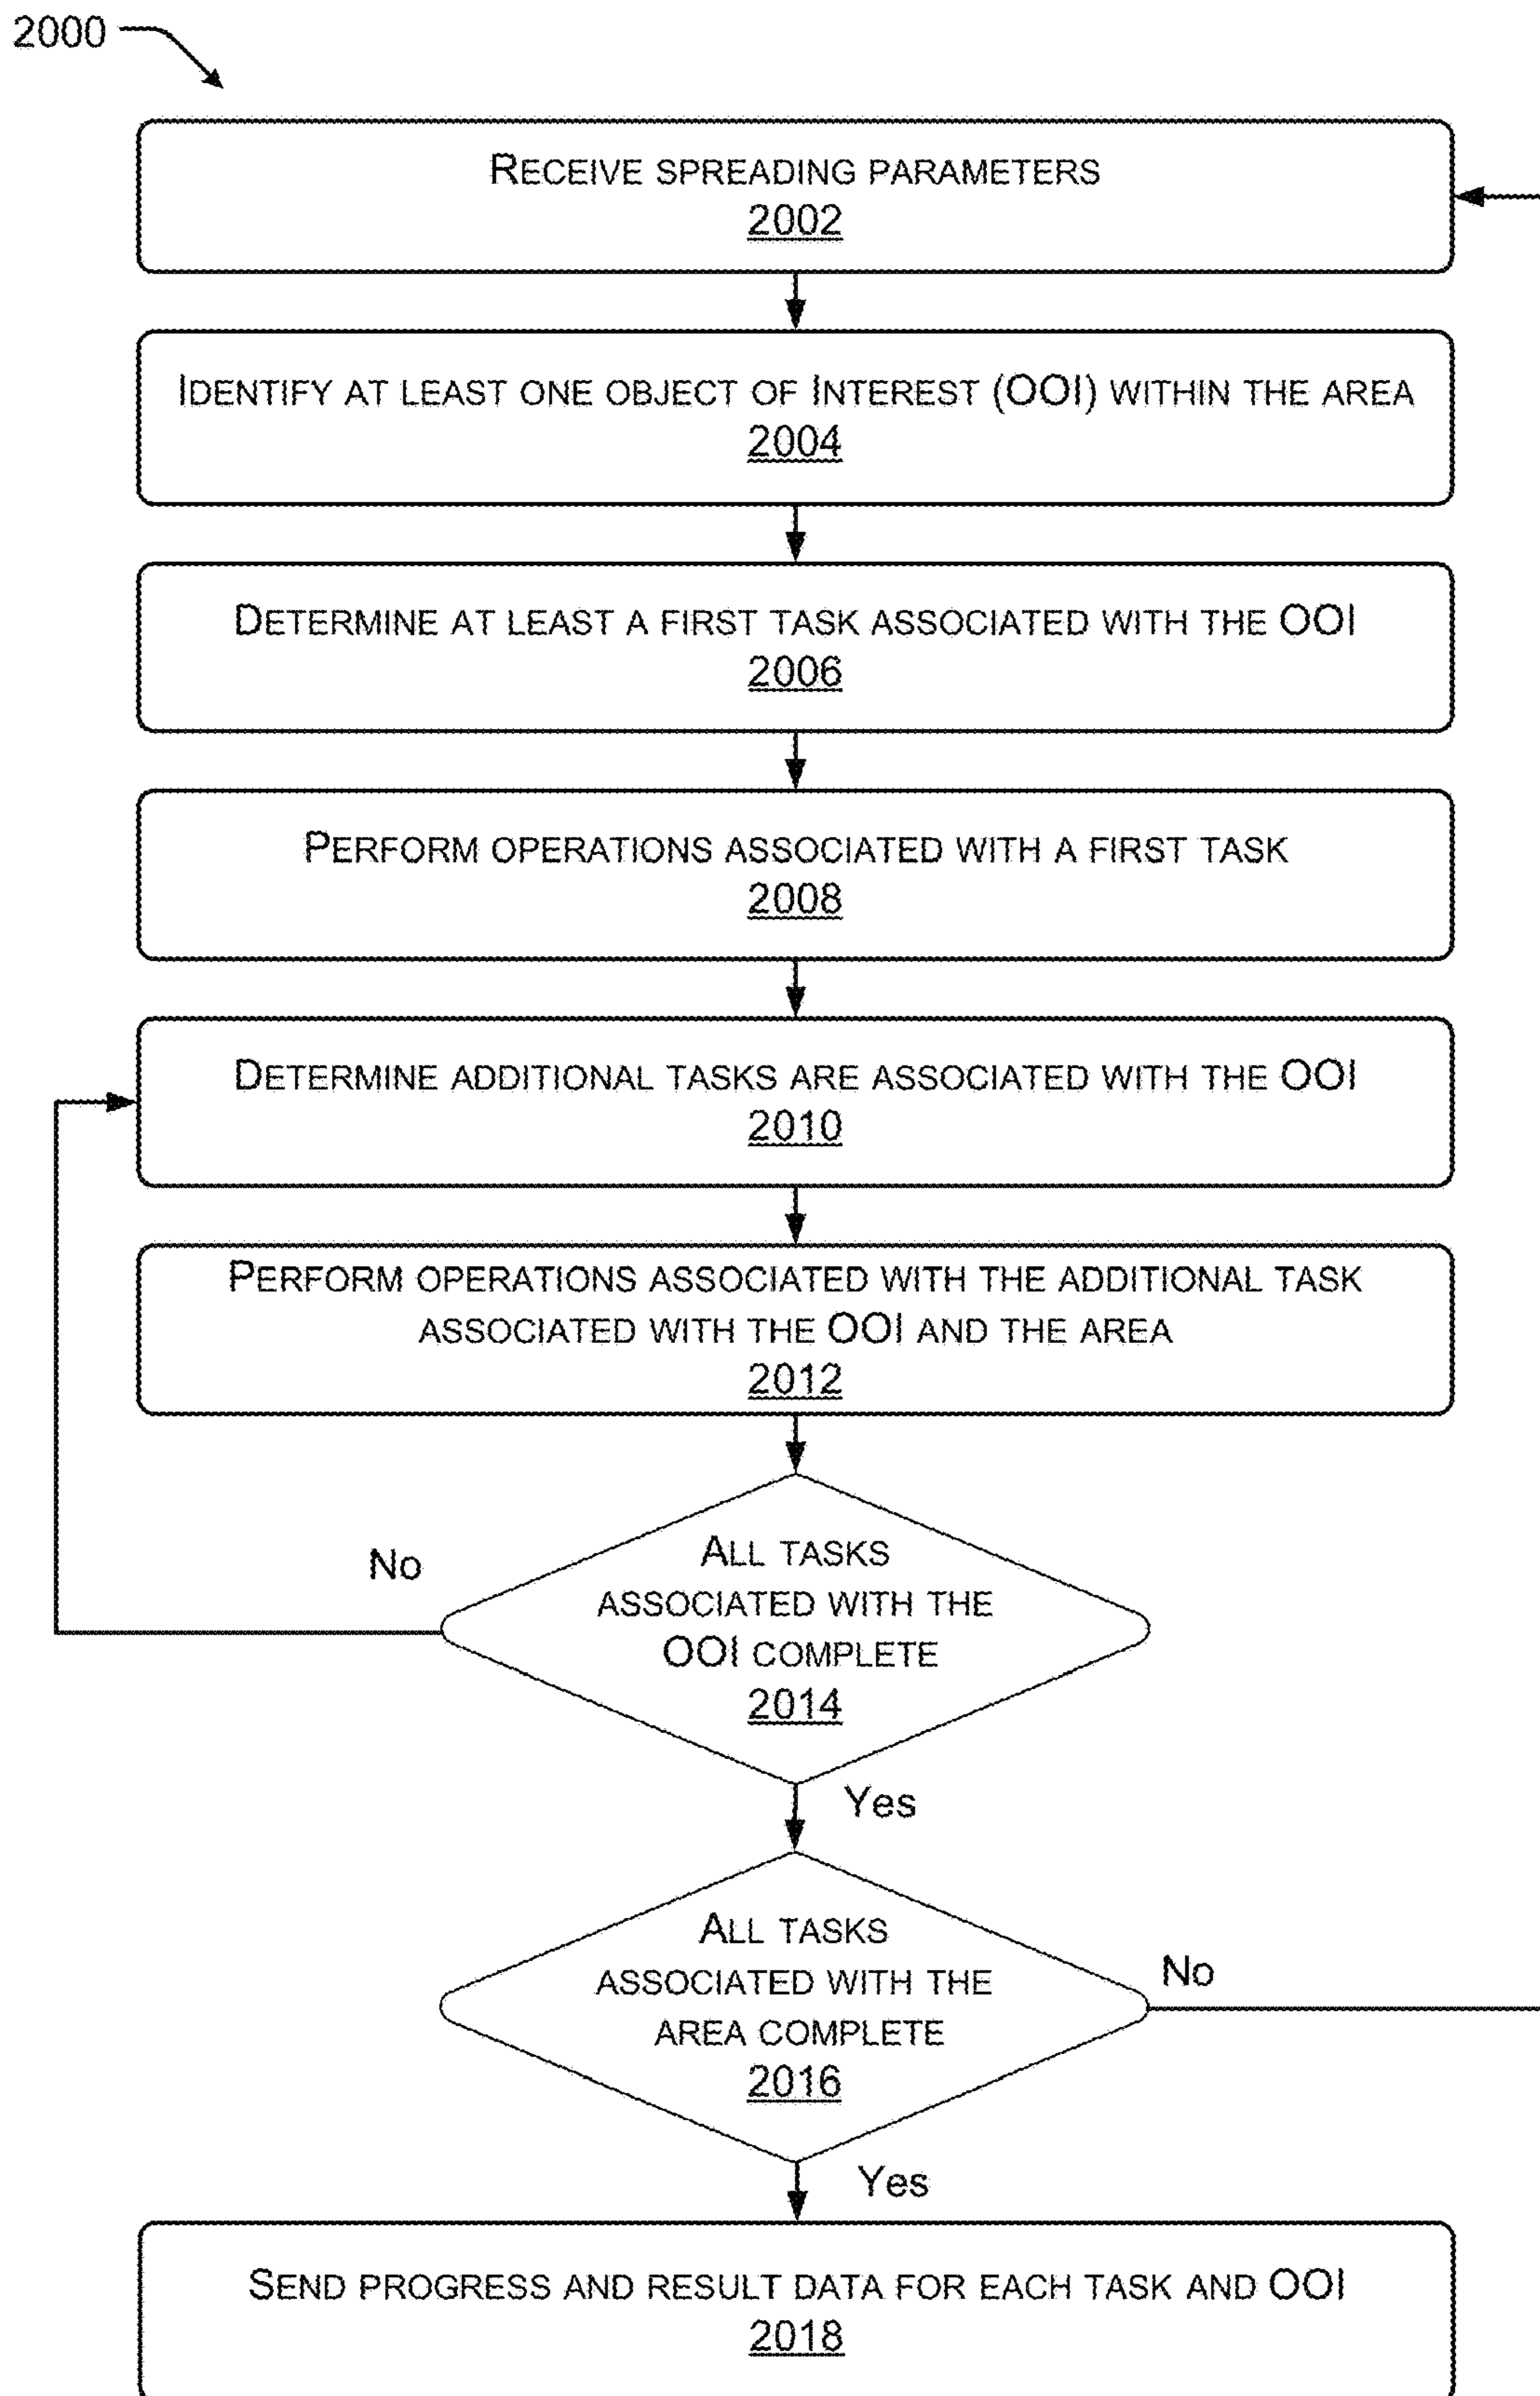 2000
RECEIVE SPREADING PARAMETERS
2002
IDENTIFY AT LEAST ONE OBJECT OF INTEREST (OOI) WITHIN THE AREA
2004
DETERMINE AT LEAST A FIRST TASK ASSOCIATED WITH THE OOI
2006
PERFORM OPERATIONS ASSOCIATED WITH A FIRST TASK
2008
DETERMINE ADDITIONAL TASKS ARE ASSOCIATED WITH THE OOI
2010
PERFORM OPERATIONS ASSOCIATED WITH THE ADDITIONAL TASK
ASSOCIATED WITH THE OOI AND THE AREA
2012
No
ALL TASKS
ASSOCIATED WITH THE
OOI COMPLETE
2014
Yes
ALL TASKS
ASSOCIATED WITH THE
AREA COMPLETE
2016
No
Yes
SEND PROGRESS AND RESULT DATA FOR EACH TASK AND OOI
2018